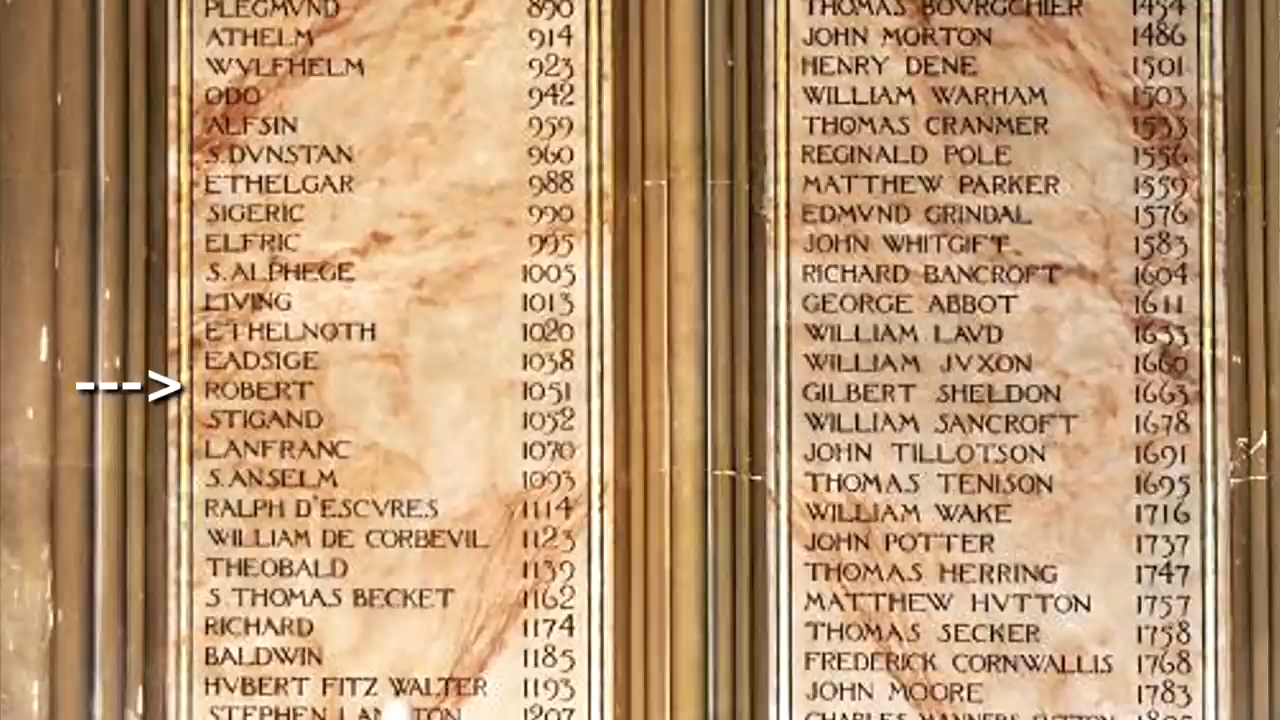 PLEGMVND 890
ATHELM 914
WVLFHELM 923
ODO 942
ALFSIN 959
S.DVNSTAN 960
ETHELGAR 988
SIGERIC 990
ELFRIC 995
S.ALPHEGE 1005
LIVING 1013
ETHELNOTH 1020
EADSIGE 1038
---> ROBERT 1051
STIGAND 1052
LANFRANC 1070
S.ANSELM 1093
RALPH D'ESCVRES 1114
WILLIAM DE CORBEVIL 1123
THEOBALD 1139
S.THOMAS BECKET 1162
RICHARD 1174
BALDWIN 1185
HVBERT FITZ WALTER 1193
STEPHEN 1207
THOMAS BOVRGCHIER 1454
JOHN MORTON 1486
HENRY DENE 1501
WILLIAM WARHAM 1503
THOMAS CRANMER 1533
REGINALD POLE 1556
MATTHEW PARKER 1559
EDMVND GRINDAL 1576
JOHN WHITGIFT 1583
RICHARD BANCROFT 1604
GEORGE ABBOT 1611
WILLIAM LAVD 1633
WILLIAM JVXON 1660
GILBERT SHELDON 1663
WILLIAM SANCROFT 1678
JOHN TILLOTSON 1691
THOMAS TENISON 1695
WILLIAM WAKE 1716
JOHN POTTER 1737
THOMAS HERRING 1747
MATTHEW HVTTON 1757
THOMAS SECKER 1758
FREDERICK CORNWALLIS 1768
JOHN MOORE 1783
CHARLES MANNERS SVTTON